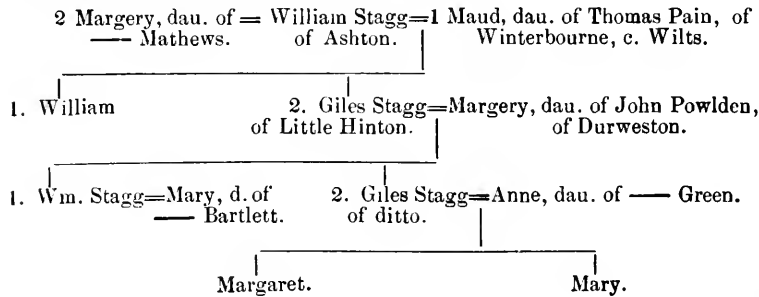 2 Margery, dau. of = William Stagg=1 Maud, dau. of Thomas Pain, of
—— Mathews. of Ashton. Winterbourne, c. Wilts.
1. William 2. Giles Stagg=Margery, dau. of John Powlden,
of Little Hinton. of Durweston.
1. Wm. Stagg=Mary, d. of 2. Giles Stagg=Anne, dau. of —— Green.
—— Bartlett. of ditto.
Margaret. Mary.